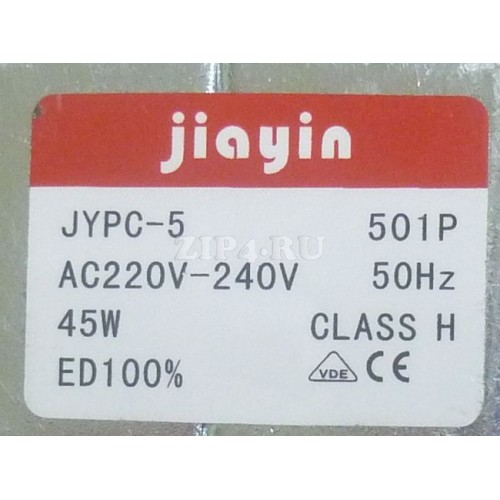 jiayin
JYPC-5 501P
ZIP4.RU
AC220V-240V 50Hz
45W CLASS H
ED100% VDE CE